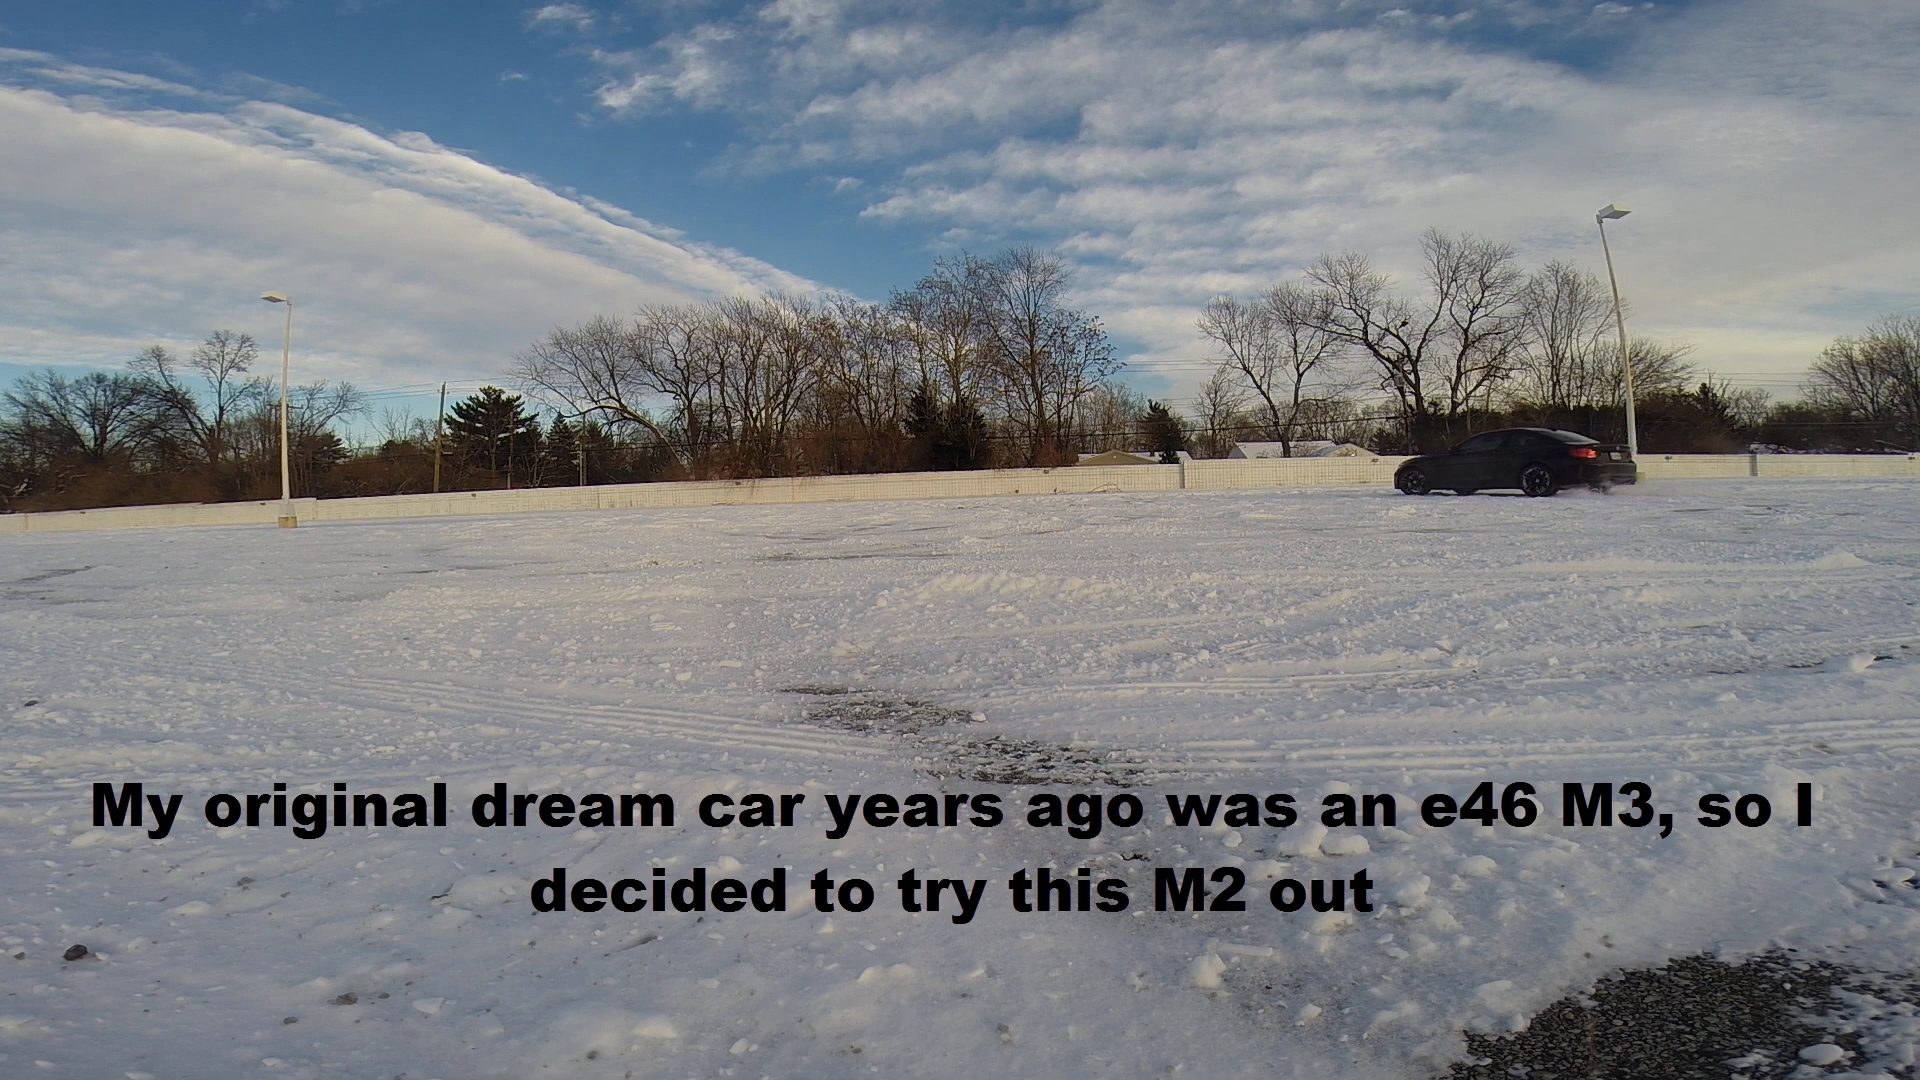 My original dream car years ago was an e46 M3, so I
decided to try this M2 out